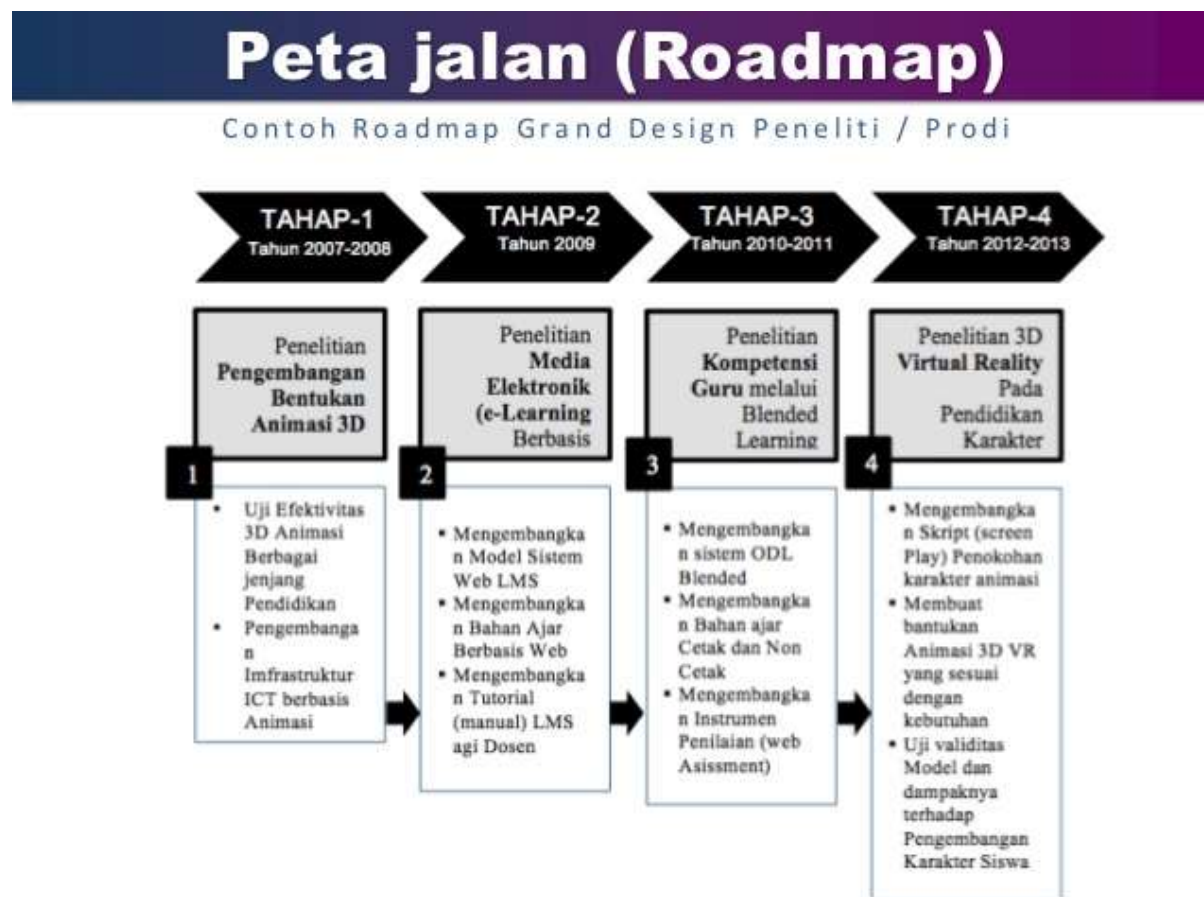 Peta jalan (Roadmap)
Contoh Roadmap Grand Design Peneliti / Prodi
TAHAP-1
Tahun 2007-2008
TAHAP-2
Tahun 2009
TAHAP-3
Tahun 2010-2011
TAHAP-4
Tahun 2012-2013
Penelitian
Pengembangan
Bentukan
Animasi 3D
1
• Uji Efektivitas
3D Animasi
Berbagai
jenjang
Pendidikan
• Pengembanga
n
Imfrastruktur
ICT berbasis
Animasi
Penelitian
Media
Elektronik
(e-Learning
Berbasis
2
▪ Mengembangka
n Model Sistem
Web LMS
▪ Mengembangka
n Bahan Ajar
Berbasis Web
▪ Mengembangka
n Tutorial
(manual) LMS
agi Dosen
Penelitian
Kompetensi
Guru melalui
Blended
Learning
3
▪ Mengembangka
n sistem ODL
Blended
▪ Mengembangka
n Bahan ajar
Cetak dan Non
Cetak
▪ Mengembangka
n Instrumen
Penilaian (web
Asissment)
Penelitian 3D
Virtual Reality
Pada
Pendidikan
Karakter
4
▪ Mengembangka
n Skript (screen
Play) Penokohan
karakter animasi
▪ Membuat
bantukan
Animasi 3D VR
yang sesuai
dengan
kebutuhan
▪ Uji validitas
Model dan
dampaknya
terhadap
Pengembangan
Karakter Siswa